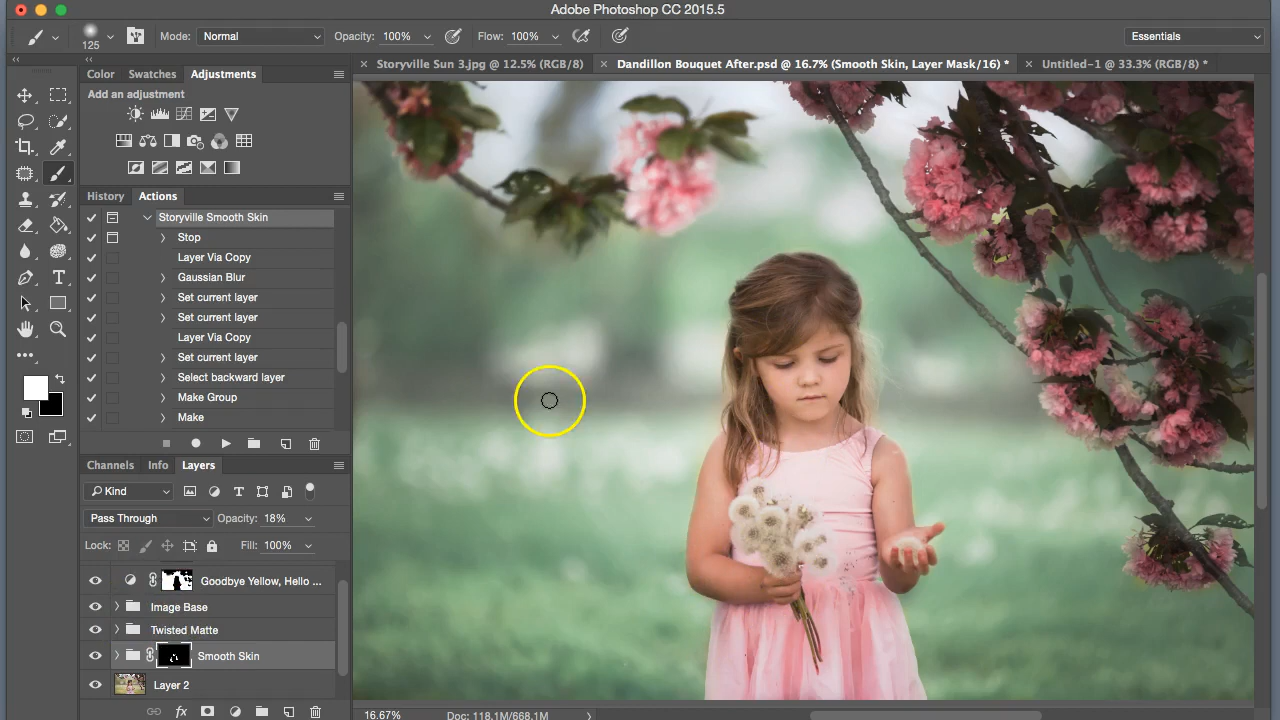 Adobe Photoshop CC 2015.5
125 Mode: Normal Opacity: 100% Flow: 100% Essentials
Storyville Sun 3.jpg @ 12.5% (RGB/8) Dandillon Bouquet After.psd @ 16.7% (Smooth Skin, Layer Mask/16) * Untitled-1 @ 33.3% (RGB/8) *
Color Swatches Adjustments
Add an adjustment
History Actions
Storyville Smooth Skin
Stop
Layer Via Copy
Gaussian Blur
Set current layer
Set current layer
Layer Via Copy
Set current layer
Select backward layer
Make Group
Make
Channels Info Layers
Kind
Pass Through Opacity: 18%
Lock: Fill: 100%
Goodbye Yellow, Hello ...
Image Base
Twisted Matte
Smooth Skin
Layer 2
16.67% Doc: 118.1M/668.1M